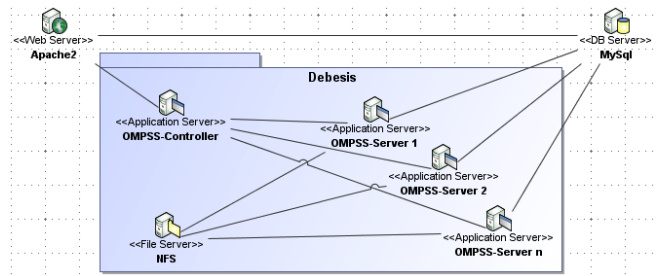 <<Web Server>>
Apache2
<<DB Server>>
MySql
Debesis
<<Application Server>>
OMPSS-Controller
<<Application Server>>
OMPSS-Server 1
<<Application Server>>
OMPSS-Server 2
<<File Server>>
NFS
<<Application Server>>
OMPSS-Server n